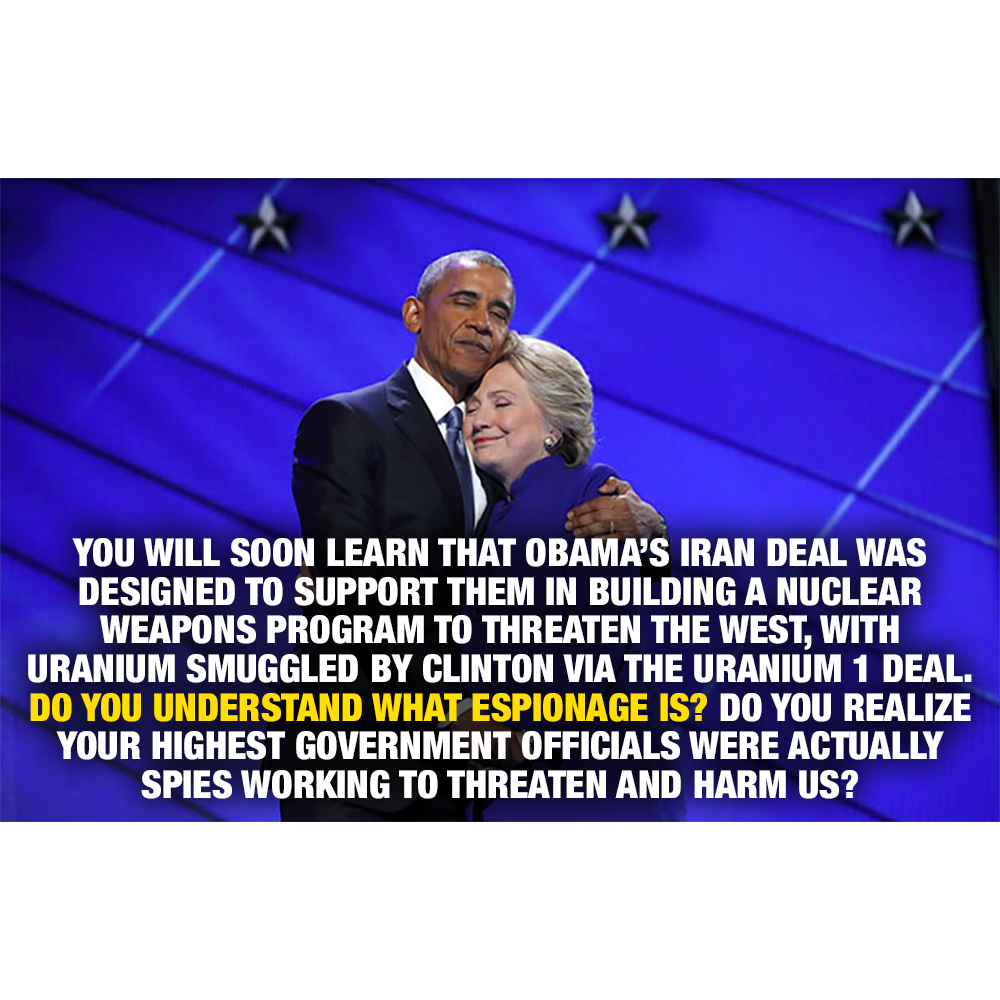 YOU WILL SOON LEARN THAT OBAMA'S IRAN DEAL WAS
DESIGNED TO SUPPORT THEM IN BUILDING A NUCLEAR
WEAPONS PROGRAM TO THREATEN THE WEST, WITH
URANIUM SMUGGLED BY CLINTON VIA THE URANIUM 1 DEAL.
DO YOU UNDERSTAND WHAT ESPIONAGE IS? DO YOU REALIZE
YOUR HIGHEST GOVERNMENT OFFICIALS WERE ACTUALLY
SPIES WORKING TO THREATEN AND HARM US?